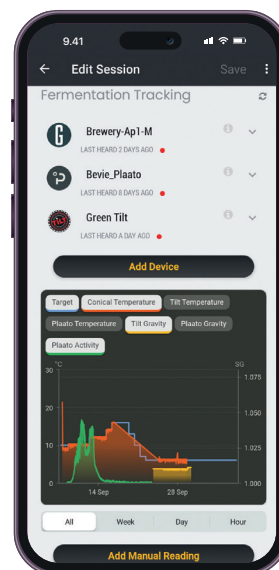 9.41
Edit Session Save
Fermentation Tracking
Brewery-Ap1-M
LAST HEARD 2 DAYS AGO
Bevie_Plaato
LAST HEARD 8 DAYS AGO
Green Tilt
LAST HEARD A DAY AGO
Add Device
Target Conical Temperature Tilt Temperature
Plaato Temperature Tilt Gravity Plaato Gravity
Plaato Activity
°C SG
30 1.075
20 1.050
10 1.025
0 1.000
14 Sep 28 Sep
All Week Day Hour
Add Manual Reading